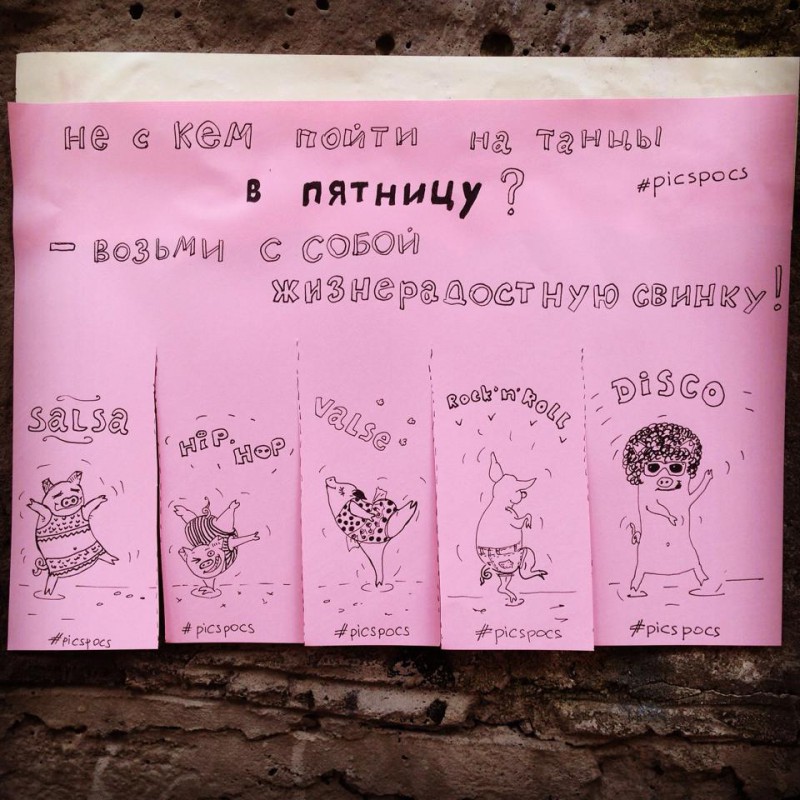 не с кем пойти на танцы
в пятницу?
#picspocs
- возьми с собой
жизнерадостную свинку!
Salsa
Hip-Hop
Valse
Rock'n'Roll
Disco
#picspocs
#picspocs
#picspocs
#picspocs
#picspocs